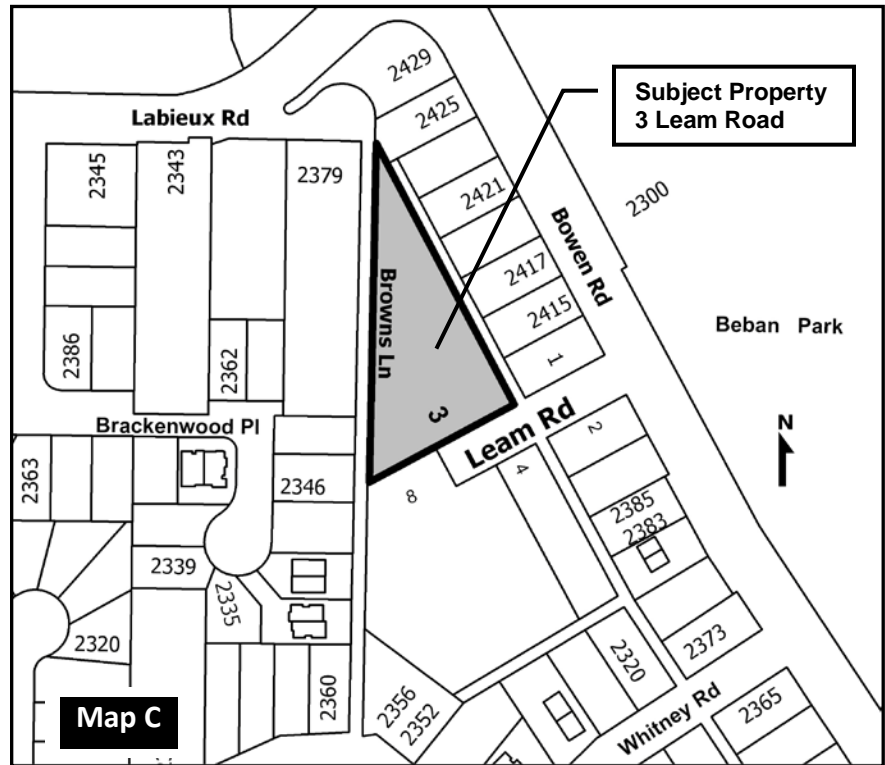 2429
Subject Property
3 Leam Road
2425
Labieux Rd
2345
2343
2379
2421
2300
Bowen Rd
2417
Browns Ln
2415
Beban Park
2386
2362
1
3
Leam Rd
Brackenwood Pl
N
2
2363
2346
8
4
2385
2383
2339
2335
2320
2373
2320
2360
2356
2352
Whitney Rd
2365
Map C